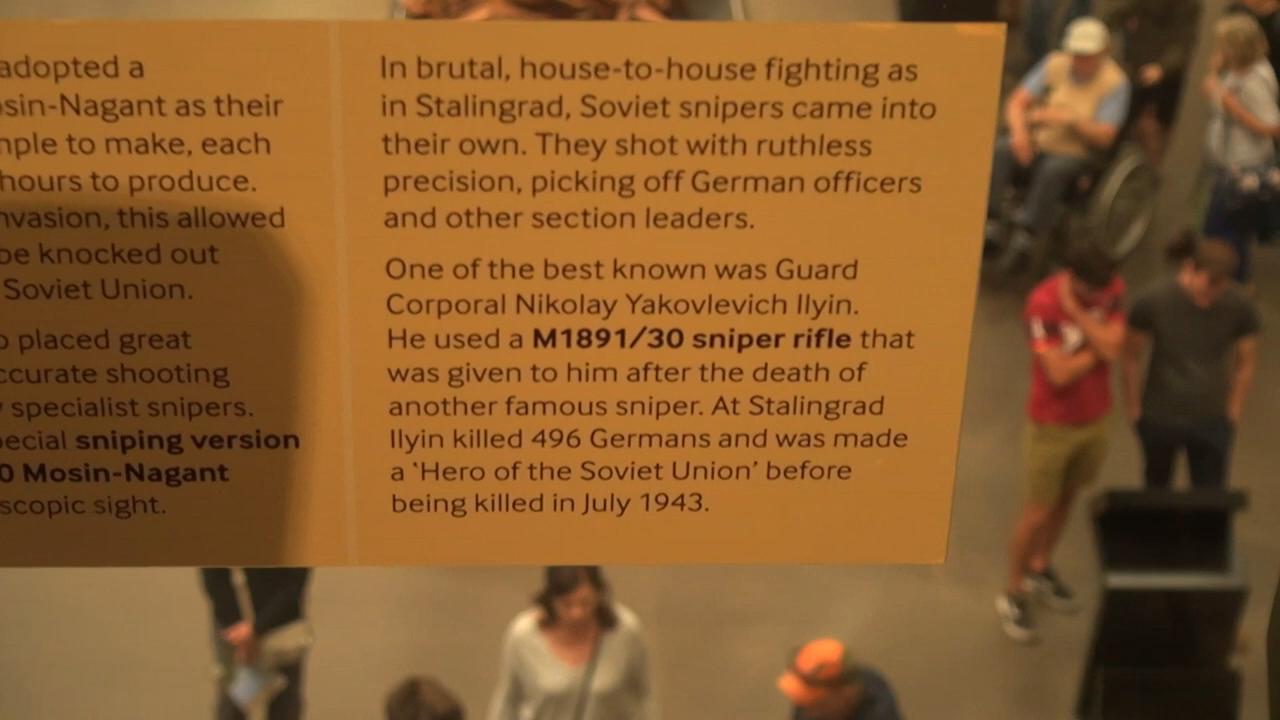 adopted a
osin-Nagant as their
mple to make, each
hours to produce.
nvasion, this allowed
be knocked out
Soviet Union.
o placed great
ccurate shooting
y specialist snipers.
pecial sniping version
0 Mosin-Nagant
scopic sight.
In brutal, house-to-house fighting as
in Stalingrad, Soviet snipers came into
their own. They shot with ruthless
precision, picking off German officers
and other section leaders.
One of the best known was Guard
Corporal Nikolay Yakovlevich Ilyin.
He used a M1891/30 sniper rifle that
was given to him after the death of
another famous sniper. At Stalingrad
Ilyin killed 496 Germans and was made
a ‘Hero of the Soviet Union’ before
being killed in July 1943.